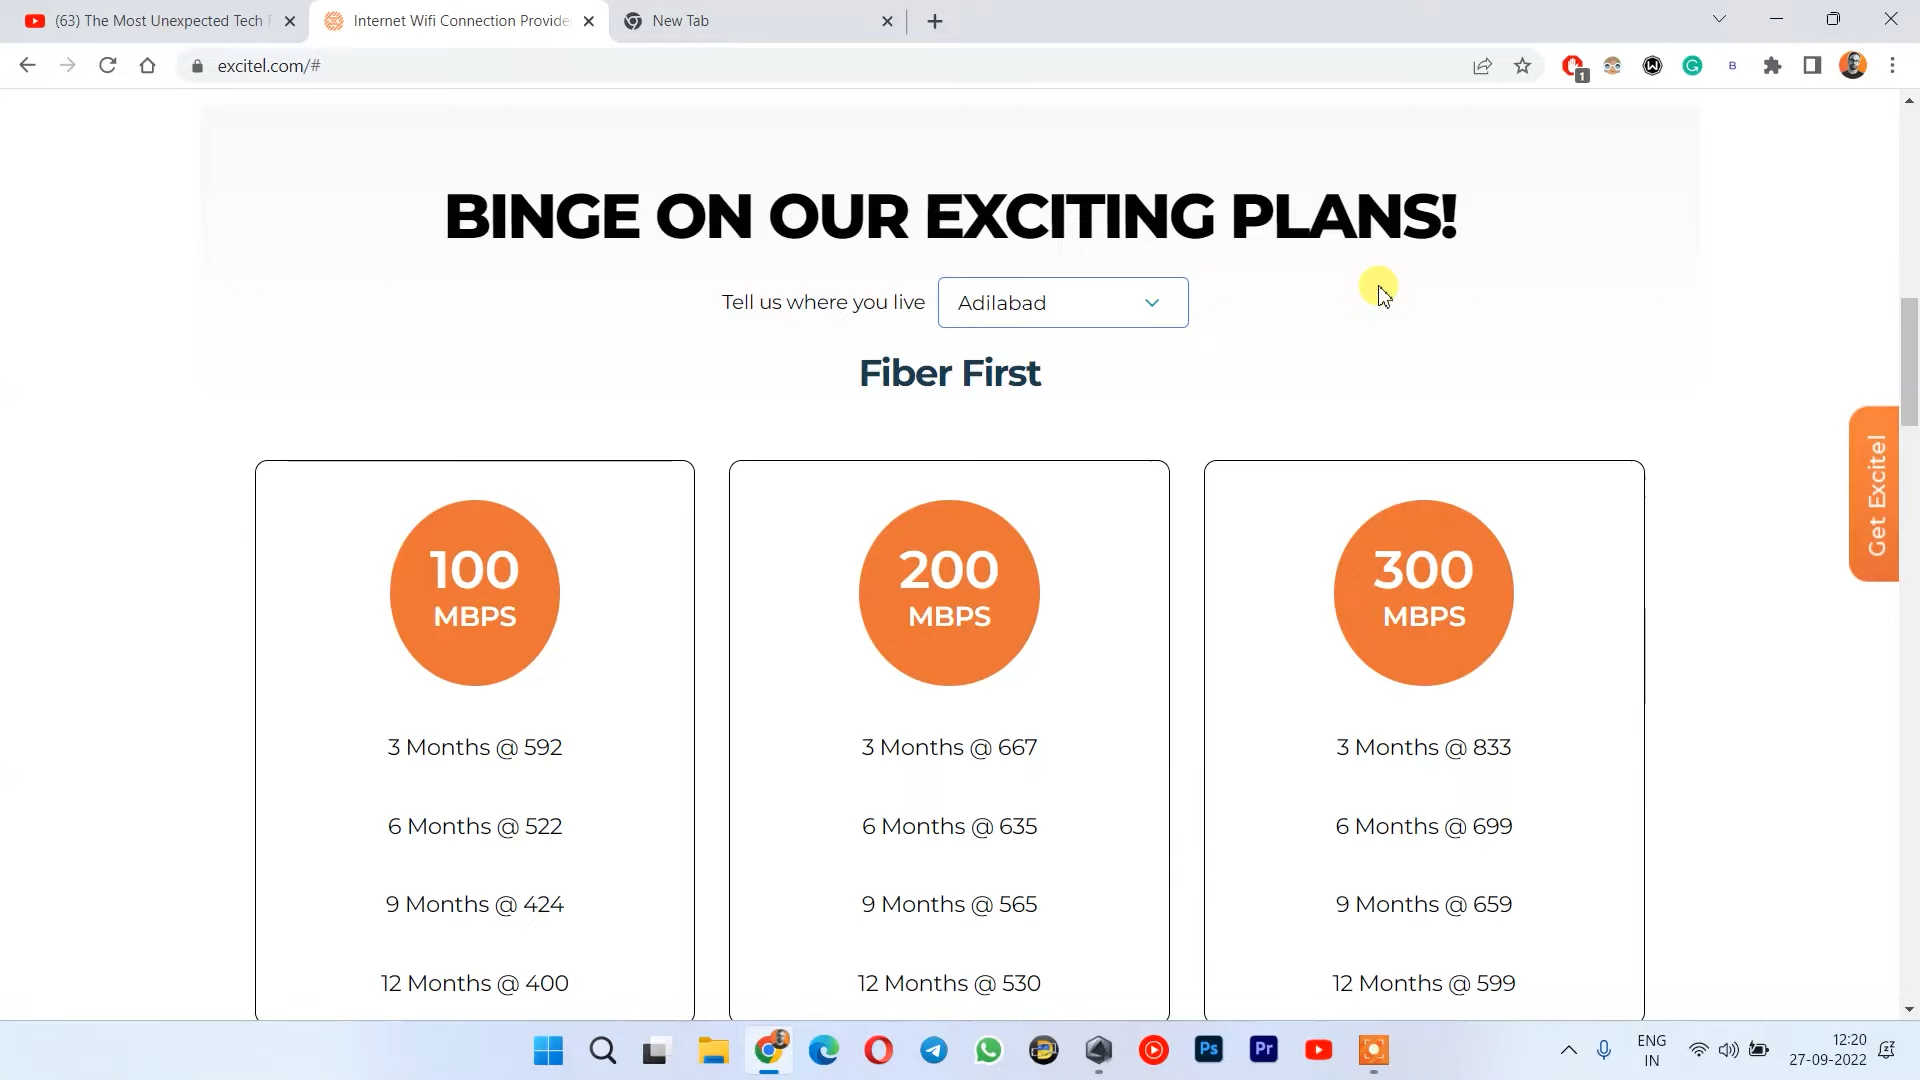 (63) The Most Unexpected Tech
Internet Wifi Connection Provide
New Tab
excitel.com/#
1
BINGE ON OUR EXCITING PLANS!
Tell us where you live
Adilabad
Fiber First
Get Excitel
100
MBPS
3 Months @ 592
6 Months @ 522
9 Months @ 424
12 Months @ 400
200
MBPS
3 Months @ 667
6 Months @ 635
9 Months @ 565
12 Months @ 530
300
MBPS
3 Months @ 833
6 Months @ 699
9 Months @ 659
12 Months @ 599
Ps
Pr
ENG
IN
12:20
27-09-2022